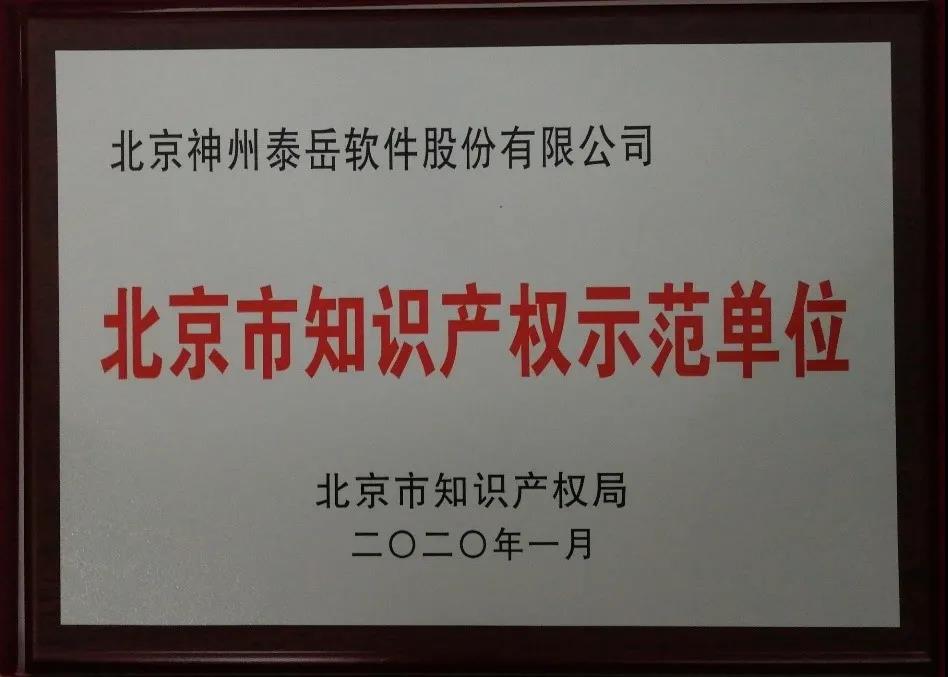 北京神州泰岳软件股份有限公司
北京市知识产权示范单位
北京市知识产权局
二〇二〇年一月